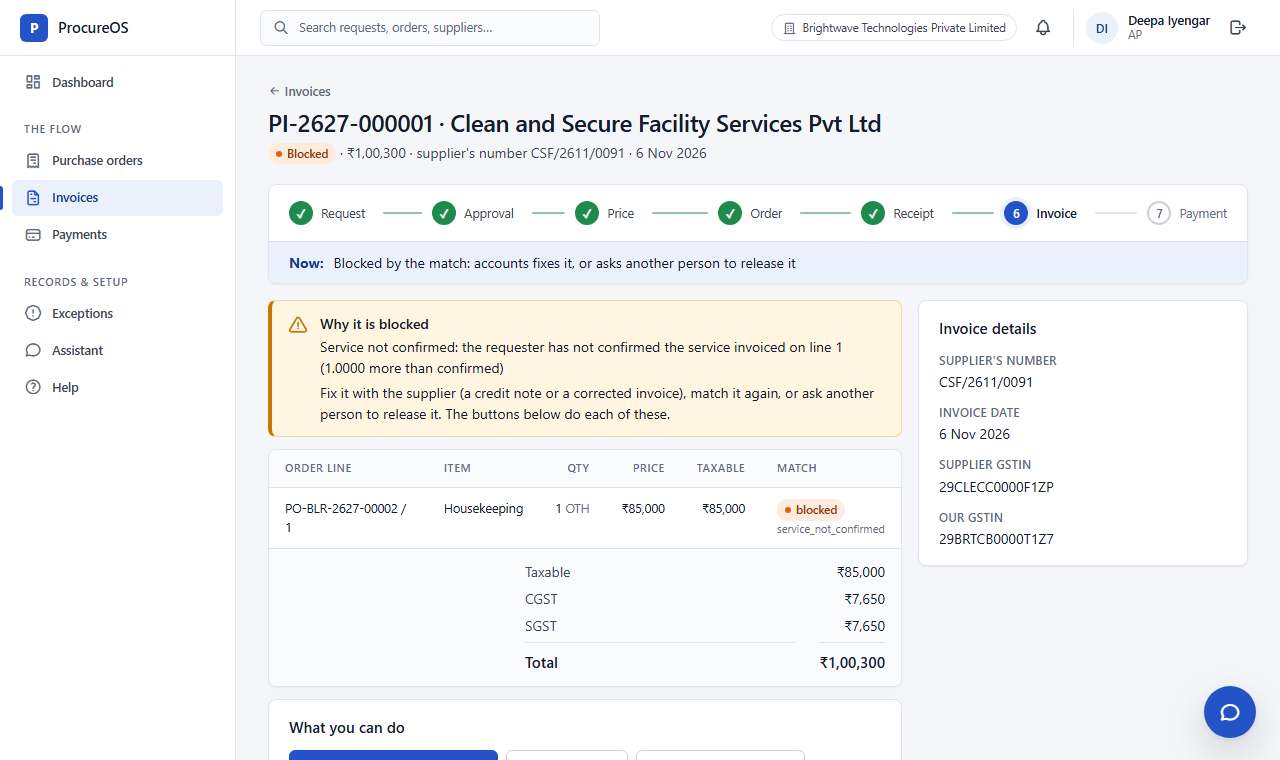 P ProcureOS
Search requests, orders, suppliers...
Brightwave Technologies Private Limited
DI
Deepa Iyengar
AP
Dashboard
THE FLOW
Purchase orders
Invoices
Payments
RECORDS & SETUP
Exceptions
Assistant
Help
← Invoices
PI-2627-000001 · Clean and Secure Facility Services Pvt Ltd
Blocked · ₹1,00,300 · supplier's number CSF/2611/0091 · 6 Nov 2026
Request Approval Price Order Receipt 6 Invoice 7 Payment
Now: Blocked by the match: accounts fixes it, or asks another person to release it
Why it is blocked
Service not confirmed: the requester has not confirmed the service invoiced on line 1
(1.0000 more than confirmed)
Fix it with the supplier (a credit note or a corrected invoice), match it again, or ask another
person to release it. The buttons below do each of these.
ORDER LINE ITEM QTY PRICE TAXABLE MATCH
PO-BLR-2627-00002 / Housekeeping 1 OTH ₹85,000 ₹85,000 blocked
1 service_not_confirmed
Taxable ₹85,000
CGST ₹7,650
SGST ₹7,650
Total ₹1,00,300
What you can do
Invoice details
SUPPLIER'S NUMBER
CSF/2611/0091
INVOICE DATE
6 Nov 2026
SUPPLIER GSTIN
29CLECC0000F1ZP
OUR GSTIN
29BRTCB0000T1Z7